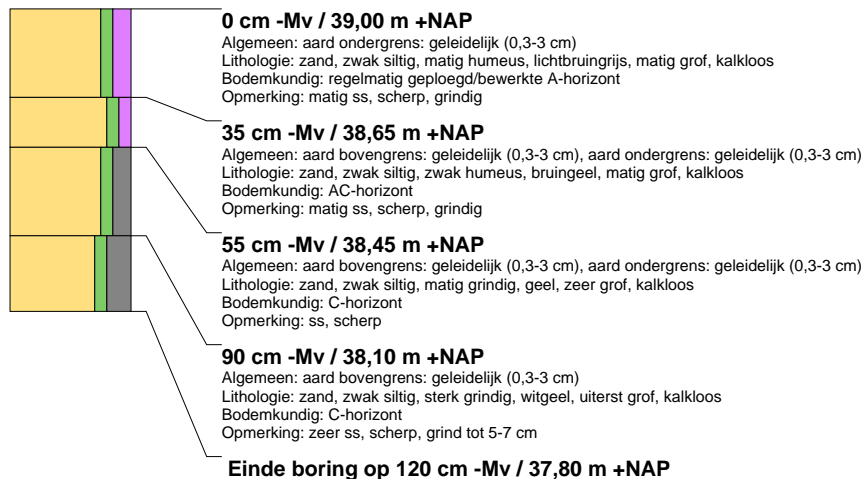 0 cm -Mv / 39,00 m +NAP
Algemeen: aard ondergrens: geleidelijk (0,3-3 cm)
Lithologie: zand, zwak siltig, matig humeus, lichtbruingrijs, matig grof, kalkloos
Bodemkundig: regelmatig geploegd/bewerkte A-horizont
Opmerking: matig ss, scherp, grindig
35 cm -Mv / 38,65 m +NAP
Algemeen: aard bovengrens: geleidelijk (0,3-3 cm), aard ondergrens: geleidelijk (0,3-3 cm)
Lithologie: zand, zwak siltig, zwak humeus, bruingeel, matig grof, kalkloos
Bodemkundig: AC-horizont
Opmerking: matig ss, scherp, grindig
55 cm -Mv / 38,45 m +NAP
Algemeen: aard bovengrens: geleidelijk (0,3-3 cm), aard ondergrens: geleidelijk (0,3-3 cm)
Lithologie: zand, zwak siltig, matig grindig, geel, zeer grof, kalkloos
Bodemkundig: C-horizont
Opmerking: ss, scherp
90 cm -Mv / 38,10 m +NAP
Algemeen: aard bovengrens: geleidelijk (0,3-3 cm)
Lithologie: zand, zwak siltig, sterk grindig, witgeel, uiterst grof, kalkloos
Bodemkundig: C-horizont
Opmerking: zeer ss, scherp, grind tot 5-7 cm
Einde boring op 120 cm -Mv / 37,80 m +NAP